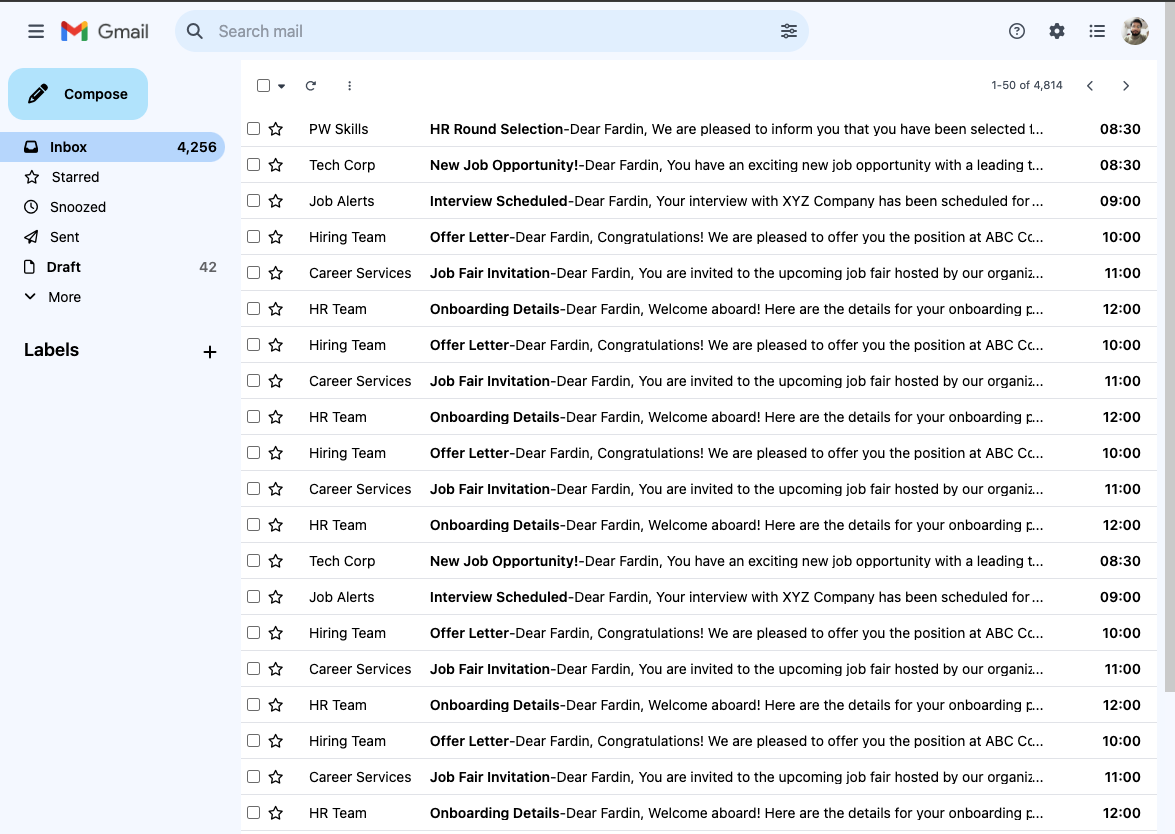 Gmail
Search mail
Compose
Inbox 4,256
Starred
Snoozed
Sent
Draft 42
More
Labels
1-50 of 4,814
PW Skills HR Round Selection-Dear Fardin, We are pleased to inform you that you have been selected f... 08:30
Tech Corp New Job Opportunity!-Dear Fardin, You have an exciting new job opportunity with a leading t... 08:30
Job Alerts Interview Scheduled-Dear Fardin, Your interview with XYZ Company has been scheduled for ... 09:00
Hiring Team Offer Letter-Dear Fardin, Congratulations! We are pleased to offer you the position at ABC Co... 10:00
Career Services Job Fair Invitation-Dear Fardin, You are invited to the upcoming job fair hosted by our organiz... 11:00
HR Team Onboarding Details-Dear Fardin, Welcome aboard! Here are the details for your onboarding p... 12:00
Hiring Team Offer Letter-Dear Fardin, Congratulations! We are pleased to offer you the position at ABC Co... 10:00
Career Services Job Fair Invitation-Dear Fardin, You are invited to the upcoming job fair hosted by our organiz... 11:00
HR Team Onboarding Details-Dear Fardin, Welcome aboard! Here are the details for your onboarding p... 12:00
Hiring Team Offer Letter-Dear Fardin, Congratulations! We are pleased to offer you the position at ABC Co... 10:00
Career Services Job Fair Invitation-Dear Fardin, You are invited to the upcoming job fair hosted by our organiz... 11:00
HR Team Onboarding Details-Dear Fardin, Welcome aboard! Here are the details for your onboarding p... 12:00
Tech Corp New Job Opportunity!-Dear Fardin, You have an exciting new job opportunity with a leading t... 08:30
Job Alerts Interview Scheduled-Dear Fardin, Your interview with XYZ Company has been scheduled for ... 09:00
Hiring Team Offer Letter-Dear Fardin, Congratulations! We are pleased to offer you the position at ABC Co... 10:00
Career Services Job Fair Invitation-Dear Fardin, You are invited to the upcoming job fair hosted by our organiz... 11:00
HR Team Onboarding Details-Dear Fardin, Welcome aboard! Here are the details for your onboarding p... 12:00
Hiring Team Offer Letter-Dear Fardin, Congratulations! We are pleased to offer you the position at ABC Co... 10:00
Career Services Job Fair Invitation-Dear Fardin, You are invited to the upcoming job fair hosted by our organiz... 11:00
HR Team Onboarding Details-Dear Fardin, Welcome aboard! Here are the details for your onboarding p... 12:00